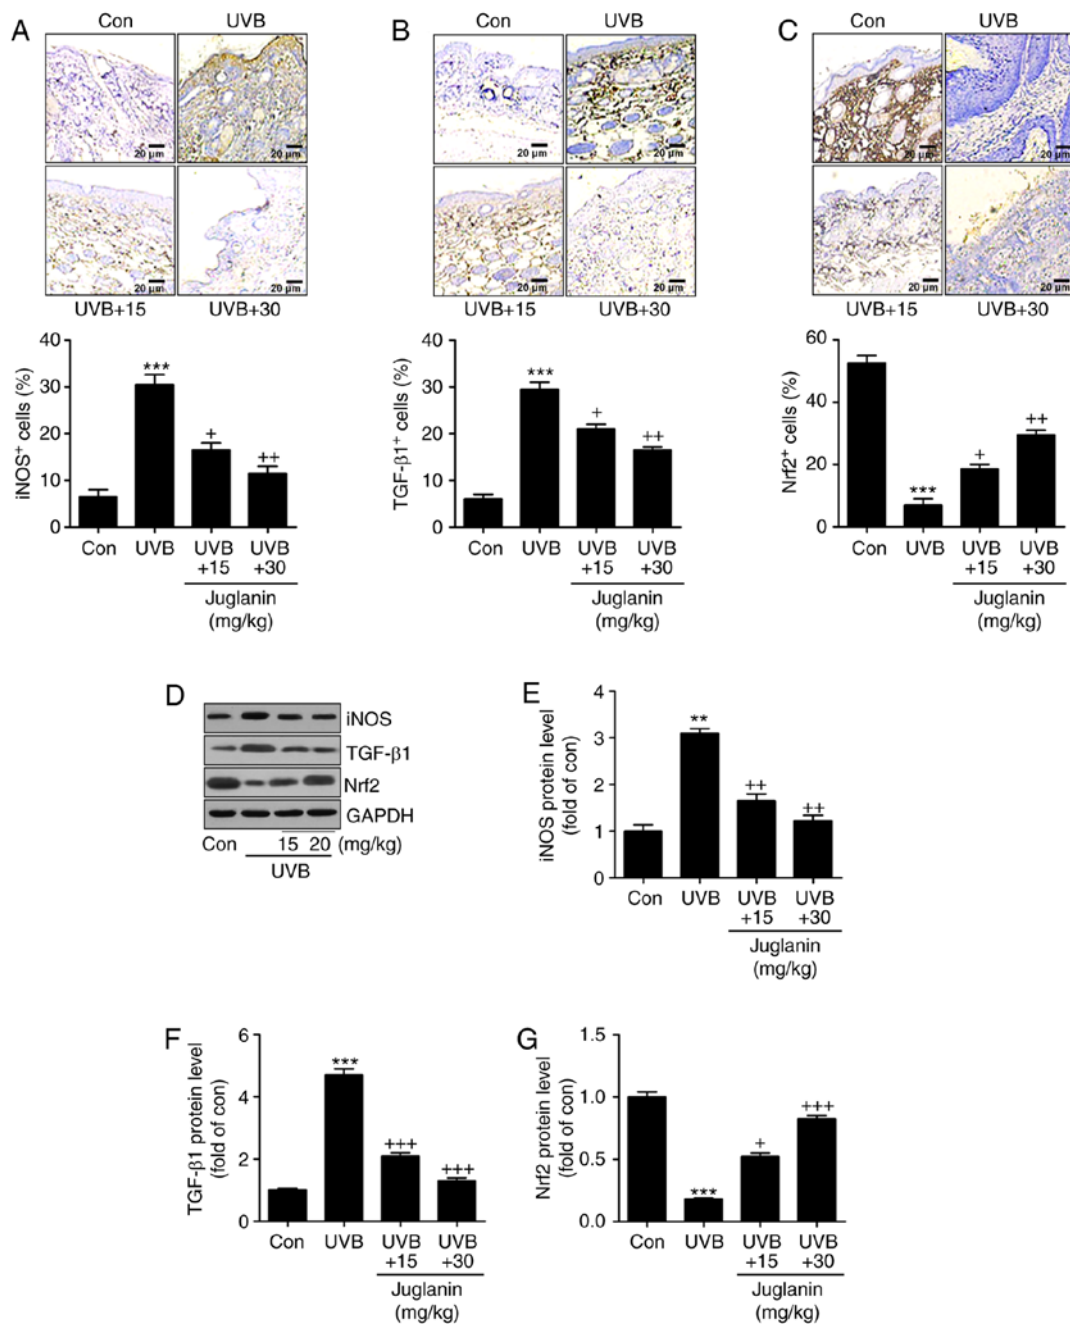 A
Con
UVB
20 µm
20 µm
20 µm
20 µm
UVB+15
UVB+30
B
Con
UVB
20 µm
20 µm
20 µm
20 µm
UVB+15
UVB+30
C
Con
UVB
20 µm
20 µm
20 µm
20 µm
UVB+15
UVB+30
iNOS+ cells (%)
40
30
20
10
0
***
+
++
Con
UVB
UVB
+15
UVB
+30
Juglanin
(mg/kg)
TGF-β1+ cells (%)
40
30
20
10
0
***
+
++
Con
UVB
UVB
+15
UVB
+30
Juglanin
(mg/kg)
Nrf2+ cells (%)
60
40
20
0
***
+
++
Con
UVB
UVB
+15
UVB
+30
Juglanin
(mg/kg)
D
iNOS
TGF-β1
Nrf2
GAPDH
Con 15 20 (mg/kg)
UVB
E
iNOS protein level
(fold of con)
4
3
2
1
0
**
++
++
Con
UVB
UVB
+15
UVB
+30
Juglanin
(mg/kg)
F
TGF-β1 protein level
(fold of con)
6
4
2
0
***
+++
+++
Con
UVB
UVB
+15
UVB
+30
Juglanin
(mg/kg)
G
Nrf2 protein level
(fold of con)
1.5
1.0
0.5
0.0
***
+
+++
Con
UVB
UVB
+15
UVB
+30
Juglanin
(mg/kg)